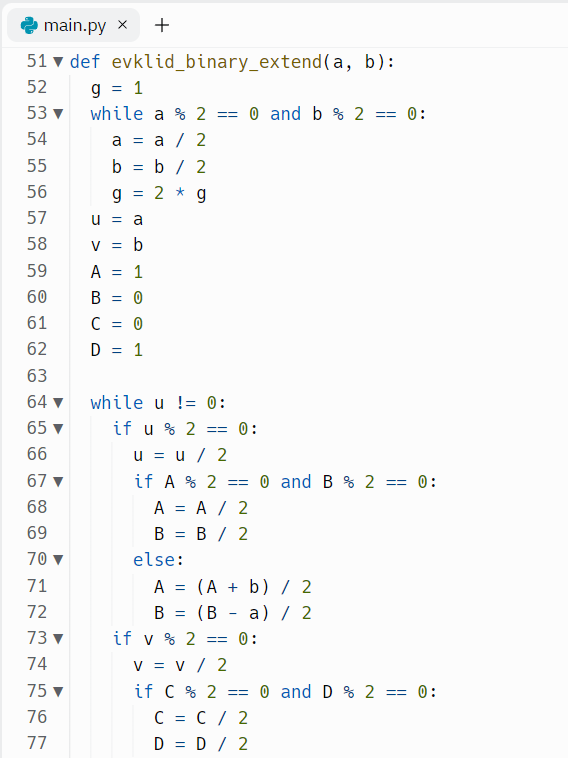 main.py × +
51 ▼ def evklid_binary_extend(a, b):
52 g = 1
53 ▼ while a % 2 == 0 and b % 2 == 0:
54 a = a / 2
55 b = b / 2
56 g = 2 * g
57 u = a
58 v = b
59 A = 1
60 B = 0
61 C = 0
62 D = 1
63
64 ▼ while u != 0:
65 ▼ if u % 2 == 0:
66 u = u / 2
67 ▼ if A % 2 == 0 and B % 2 == 0:
68 A = A / 2
69 B = B / 2
70 ▼ else:
71 A = (A + b) / 2
72 B = (B - a) / 2
73 ▼ if v % 2 == 0:
74 v = v / 2
75 ▼ if C % 2 == 0 and D % 2 == 0:
76 C = C / 2
77 D = D / 2